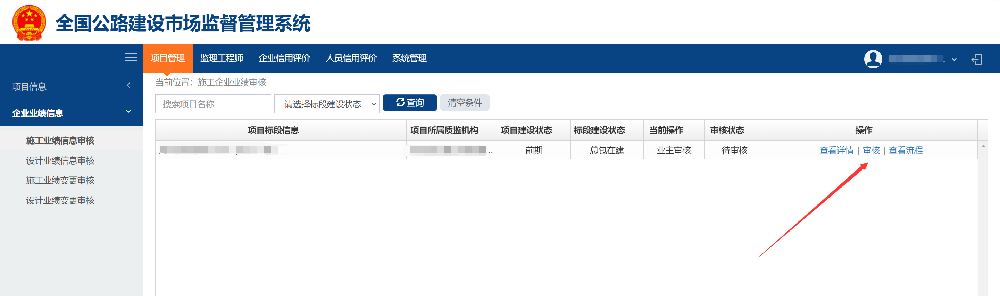 全国公路建设市场监督管理系统
项目管理 监理工程师 企业信用评价 人员信用评价 系统管理 ..
项目信息
企业业绩信息
施工业绩信息审核
设计业绩信息审核
施工业绩变更审核
设计业绩变更审核
当前位置：施工企业业绩审核
搜索项目名称 请选择标段建设状态 查询 清空条件
项目标段信息 项目所属质监机构 项目建设状态 标段建设状态 当前操作 审核状态 操作
.. 前期 总包在建 业主审核 待审核 查看详情 | 审核 | 查看流程